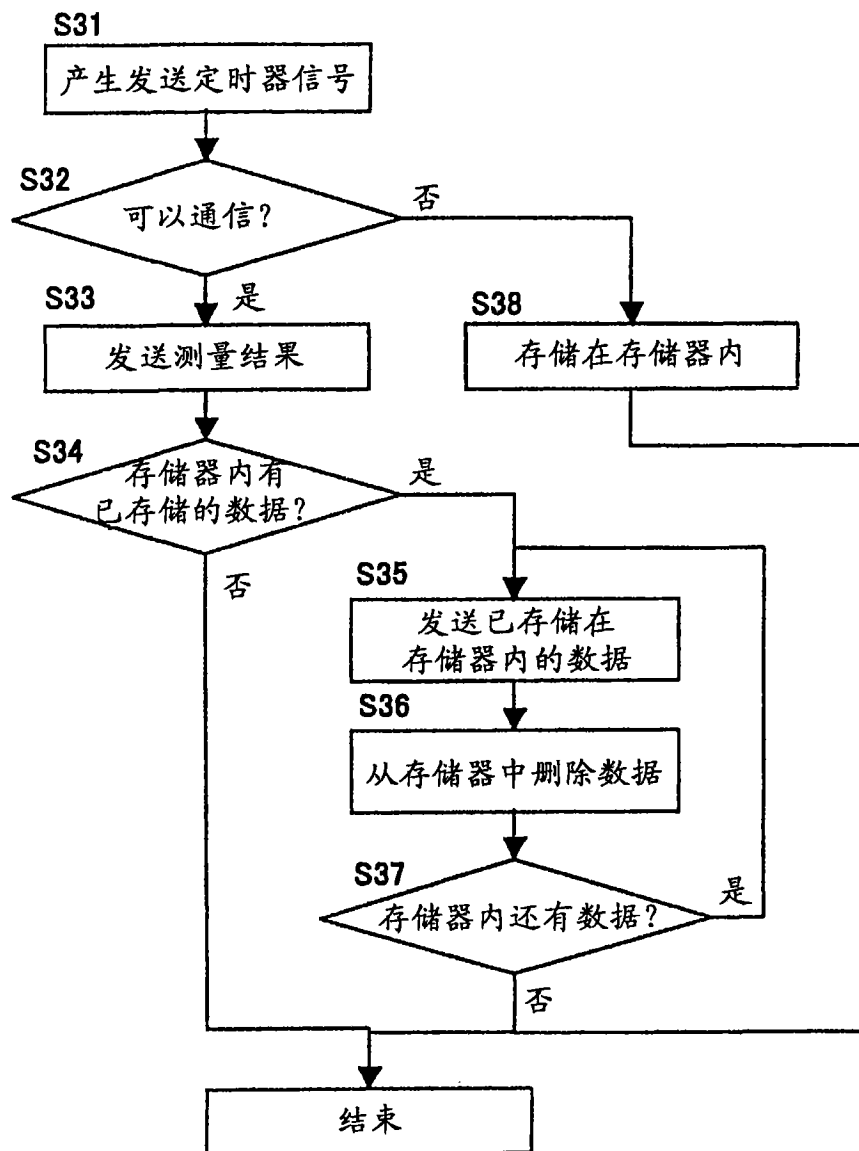 S31
产生发送定时器信号
S32
可以通信?
否
是
S33
发送测量结果
S38
存储在存储器内
S34
存储器内有
已存储的数据?
是
否
S35
发送已存储在
存储器内的数据
S36
从存储器中删除数据
S37
存储器内还有数据?
是
否
结束